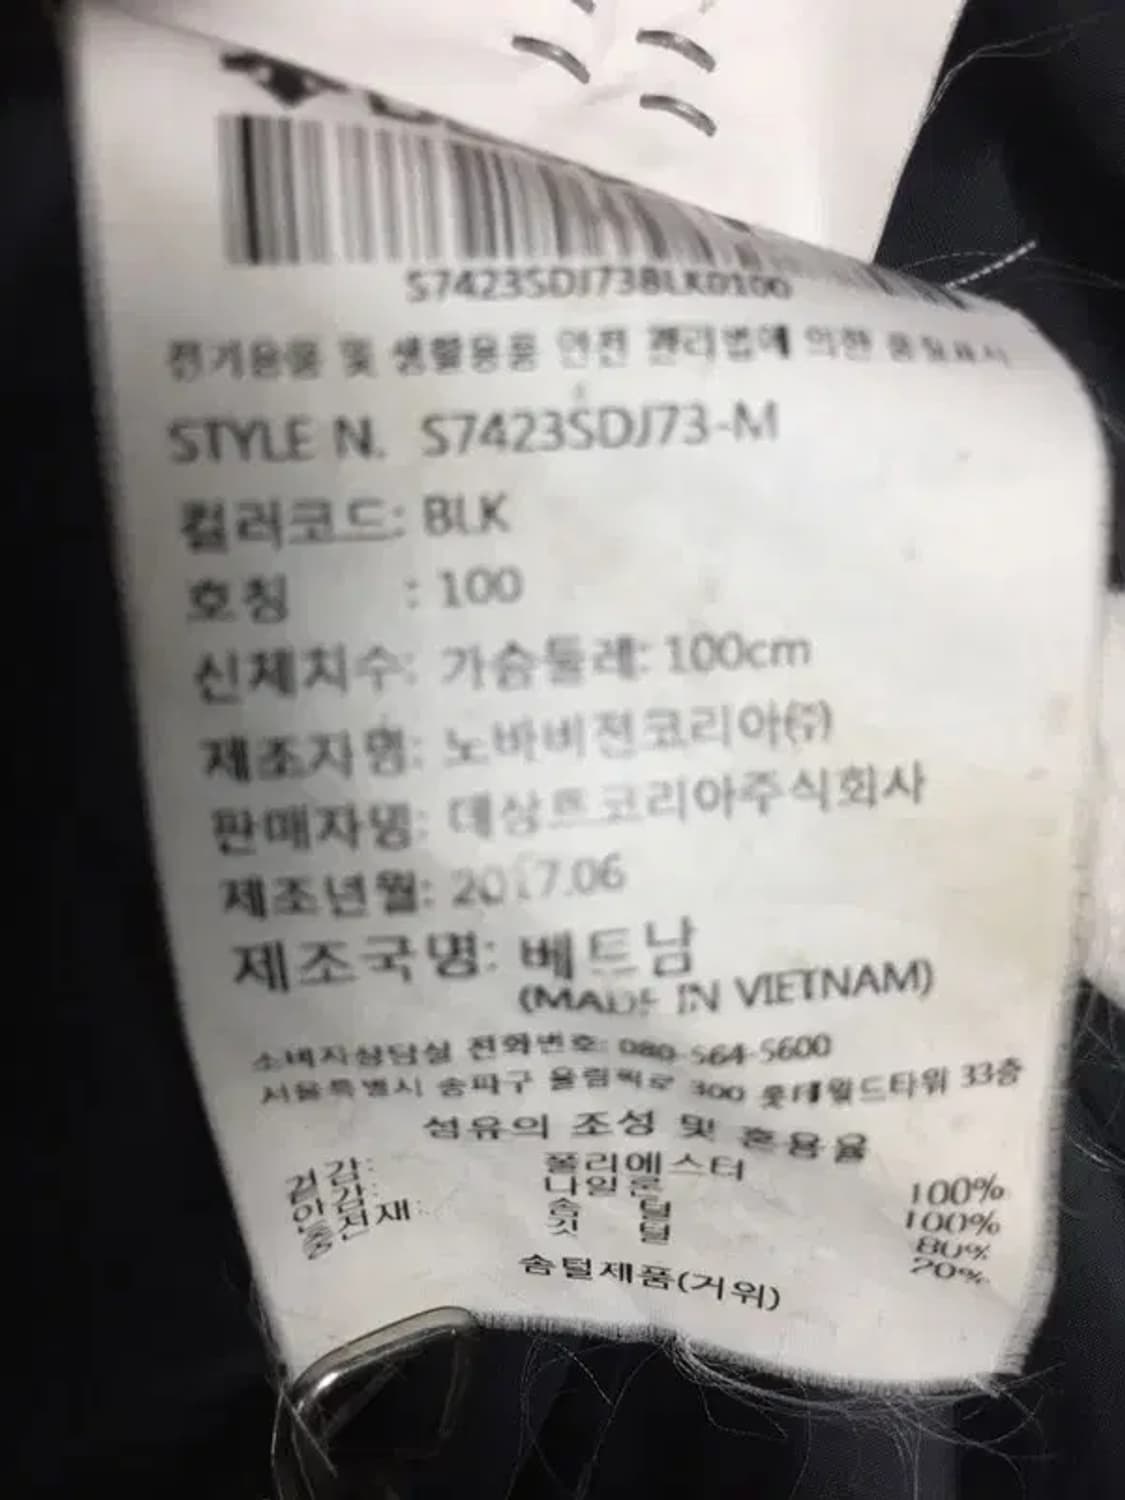 S7423SDJ73BLK0100
전기용품 및 생활용품 안전 관리법에 의한 품질표시
STYLE N. S7423SDJ73-M
컬러코드: BLK
호칭 : 100
신체치수: 가슴둘레: 100cm
제조자명: 노바비전코리아(주)
판매자명: 데상트코리아주식회사
제조년월: 2017.06
제조국명: 베트남
(MADE IN VIETNAM)
소비자상담실 전화번호: 080-564-5600
서울특별시 송파구 올림픽로 300 롯데월드타워 33층
섬유의 조성 및 혼용율
겉감: 폴리에스터 100%
안감: 나일론 100%
충전재: 솜털 80%
깃털 20%
솜털제품(거위)